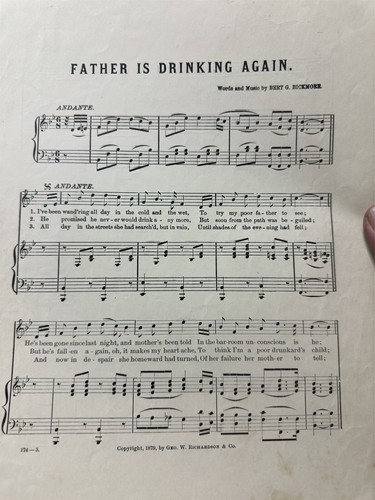 FATHER IS DRINKING AGAIN.
Words and Music by BERT G. BICKMORE.
ANDANTE.
ANDANTE.
1. I've been wand'ring all day in the cold and the wet, To try my poor fa-ther to see;
2. He promised he nev-er would drink a-ny more, But soon from the path was be-guiled;
3. All day in the streets she had search'd, but in vain, Until shades of the eve-ning had fell;
He's been gone since last night, and mother's been told In the bar-room un-conscious is he;
But he's fall-en a-gain, oh, it makes my heart ache, To think I'm a poor drunkard's child;
And now in de-spair she homeward had turned, Of her failure her moth-er to tell;
174—3.
Copyright, 1879, by GEO. W. RICHARDSON & Co.